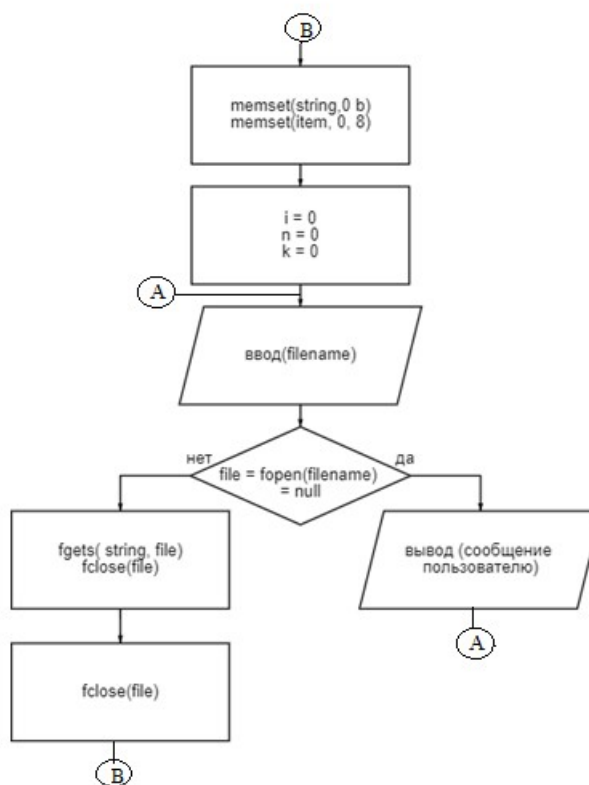 B
memset(string,0 b)
memset(item, 0, 8)
i = 0
n = 0
k = 0
A
ввод(filename)
нет
да
file = fopen(filename)
= null
fgets( string, file)
fclose(file)
вывод (сообщение
пользователю)
A
fclose(file)
B